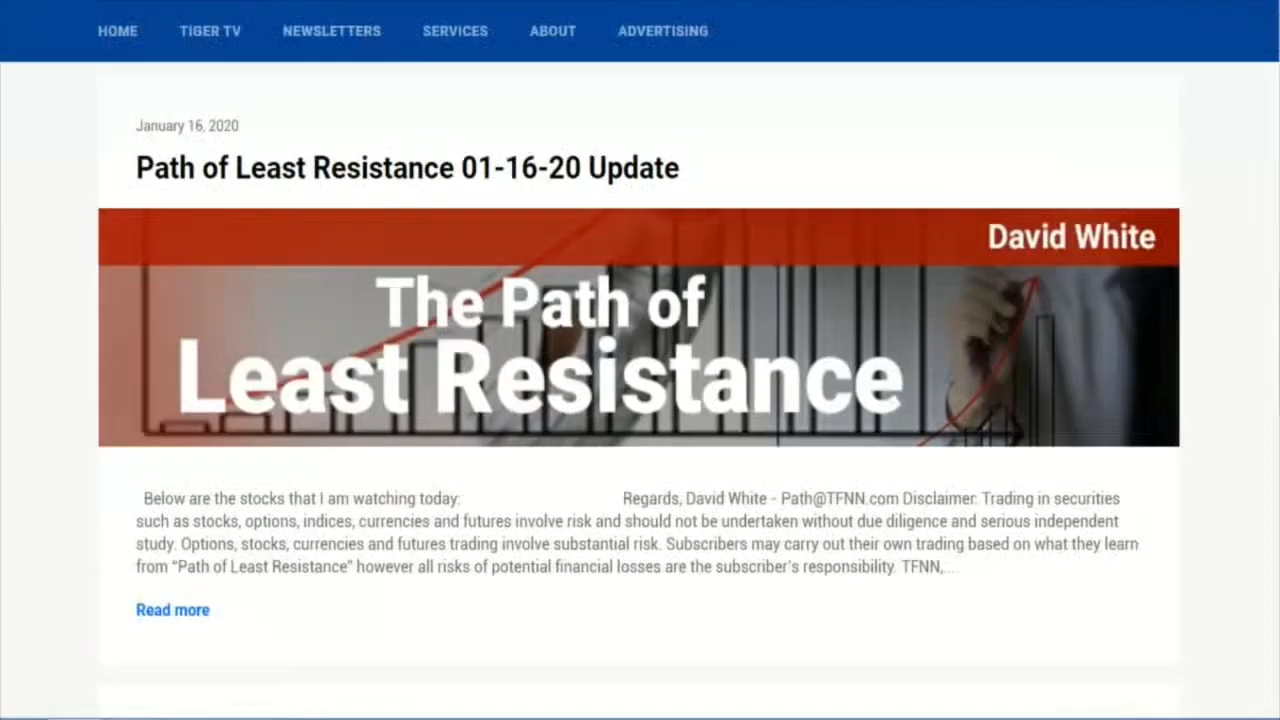 HOME TIGER TV NEWSLETTERS SERVICES ABOUT ADVERTISING
January 16, 2020
Path of Least Resistance 01-16-20 Update
David White
The Path of
Least Resistance
Below are the stocks that I am watching today: Regards, David White - Path@TFNN.com Disclaimer: Trading in securities
such as stocks, options, indices, currencies and futures involve risk and should not be undertaken without due diligence and serious independent
study. Options, stocks, currencies and futures trading involve substantial risk. Subscribers may carry out their own trading based on what they learn
from “Path of Least Resistance” however all risks of potential financial losses are the subscriber's responsibility. TFNN,....
Read more